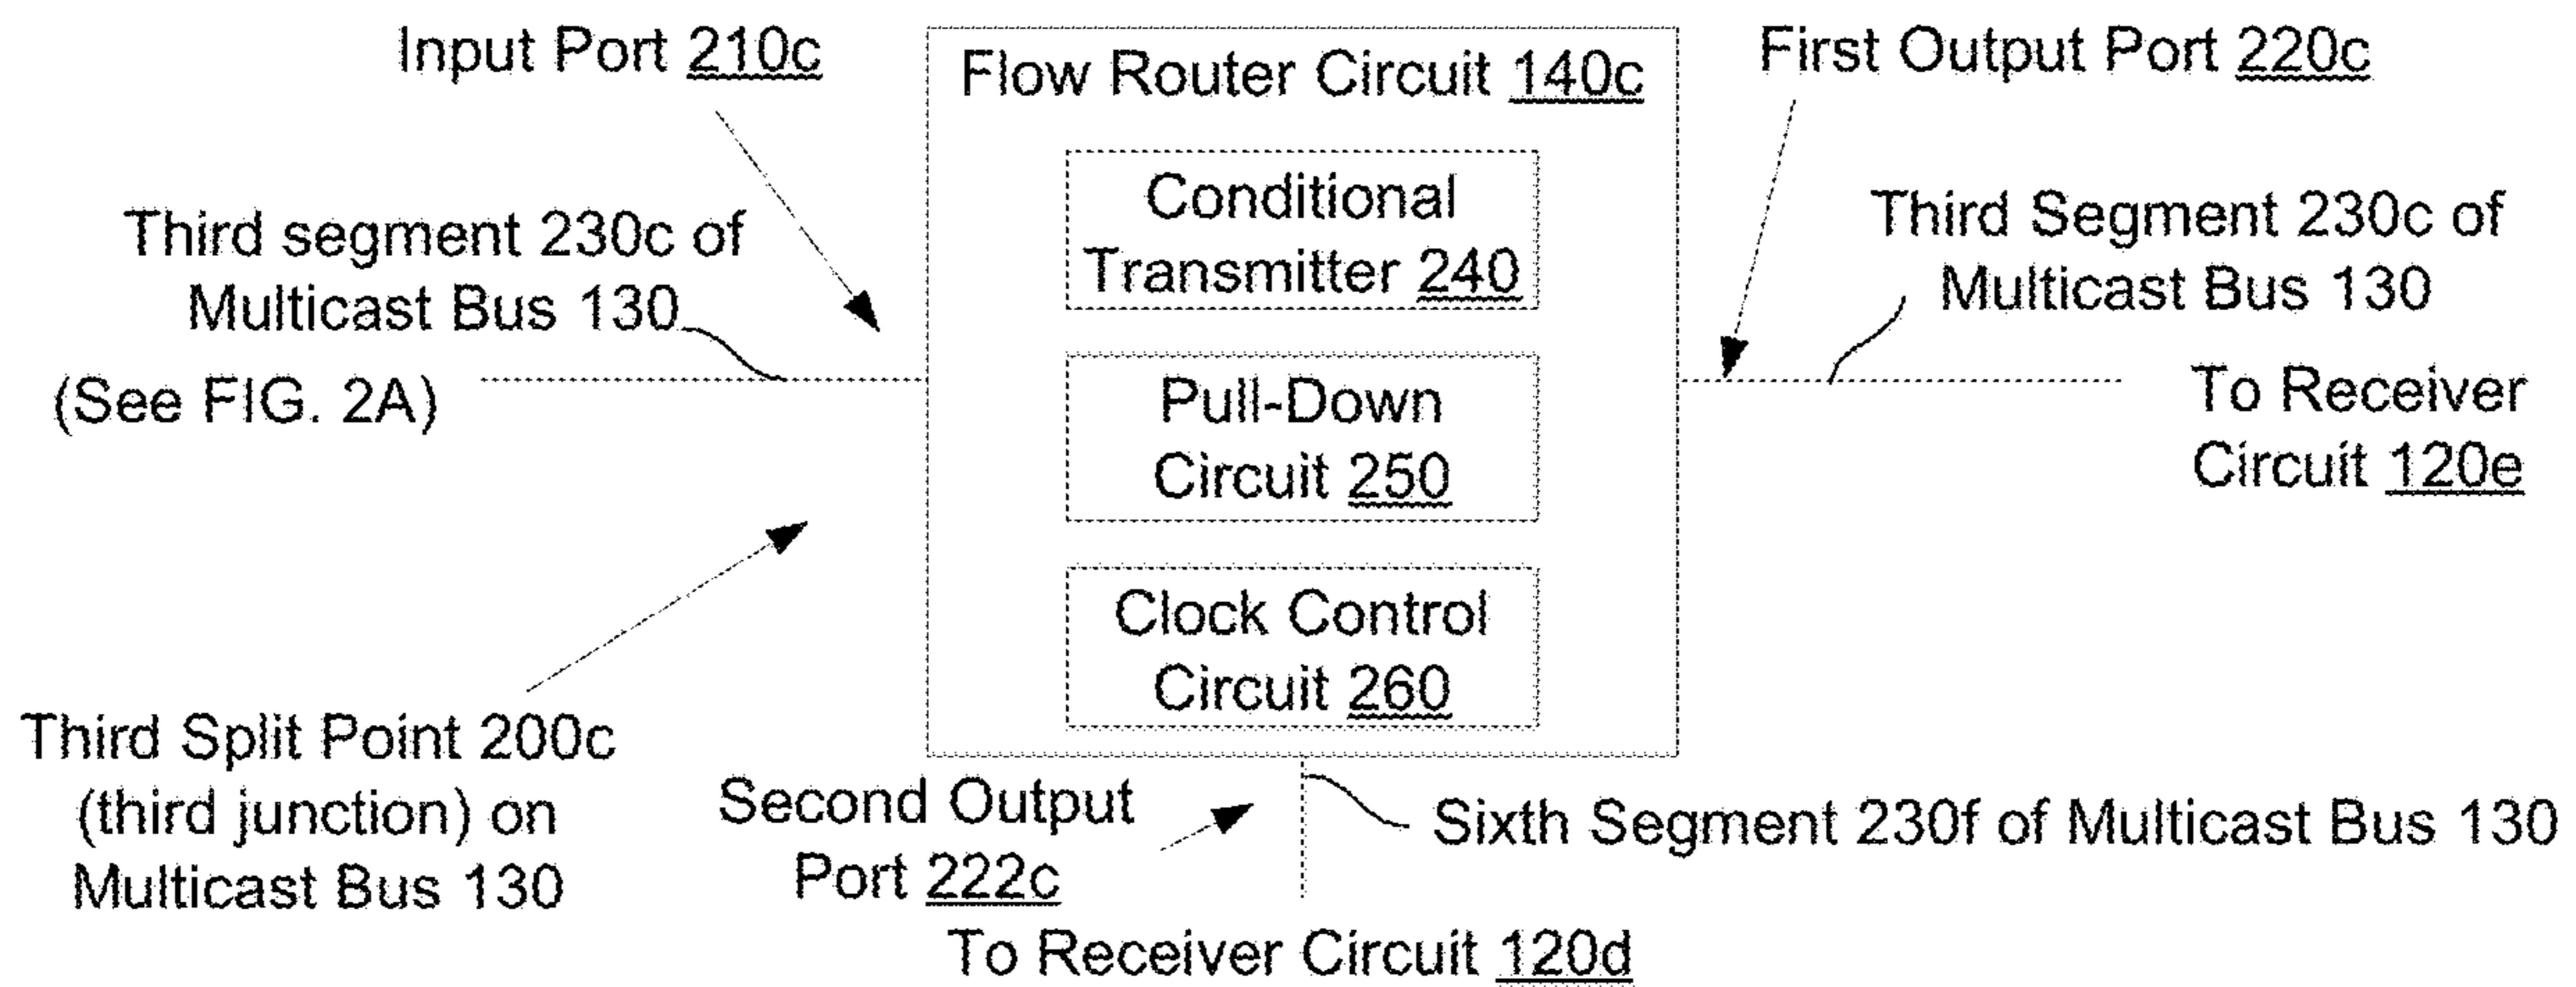 Input Port 210c
Flow Router Circuit 140c
First Output Port 220c
Conditional
Transmitter 240
Third segment 230c of
Multicast Bus 130
(See FIG. 2A)
Third Segment 230c of
Multicast Bus 130
Pull-Down
Circuit 250
To Receiver
Circuit 120e
Clock Control
Circuit 260
Third Split Point 200c
(third junction) on
Multicast Bus 130
Second Output
Port 222c
Sixth Segment 230f of Multicast Bus 130
To Receiver Circuit 120d